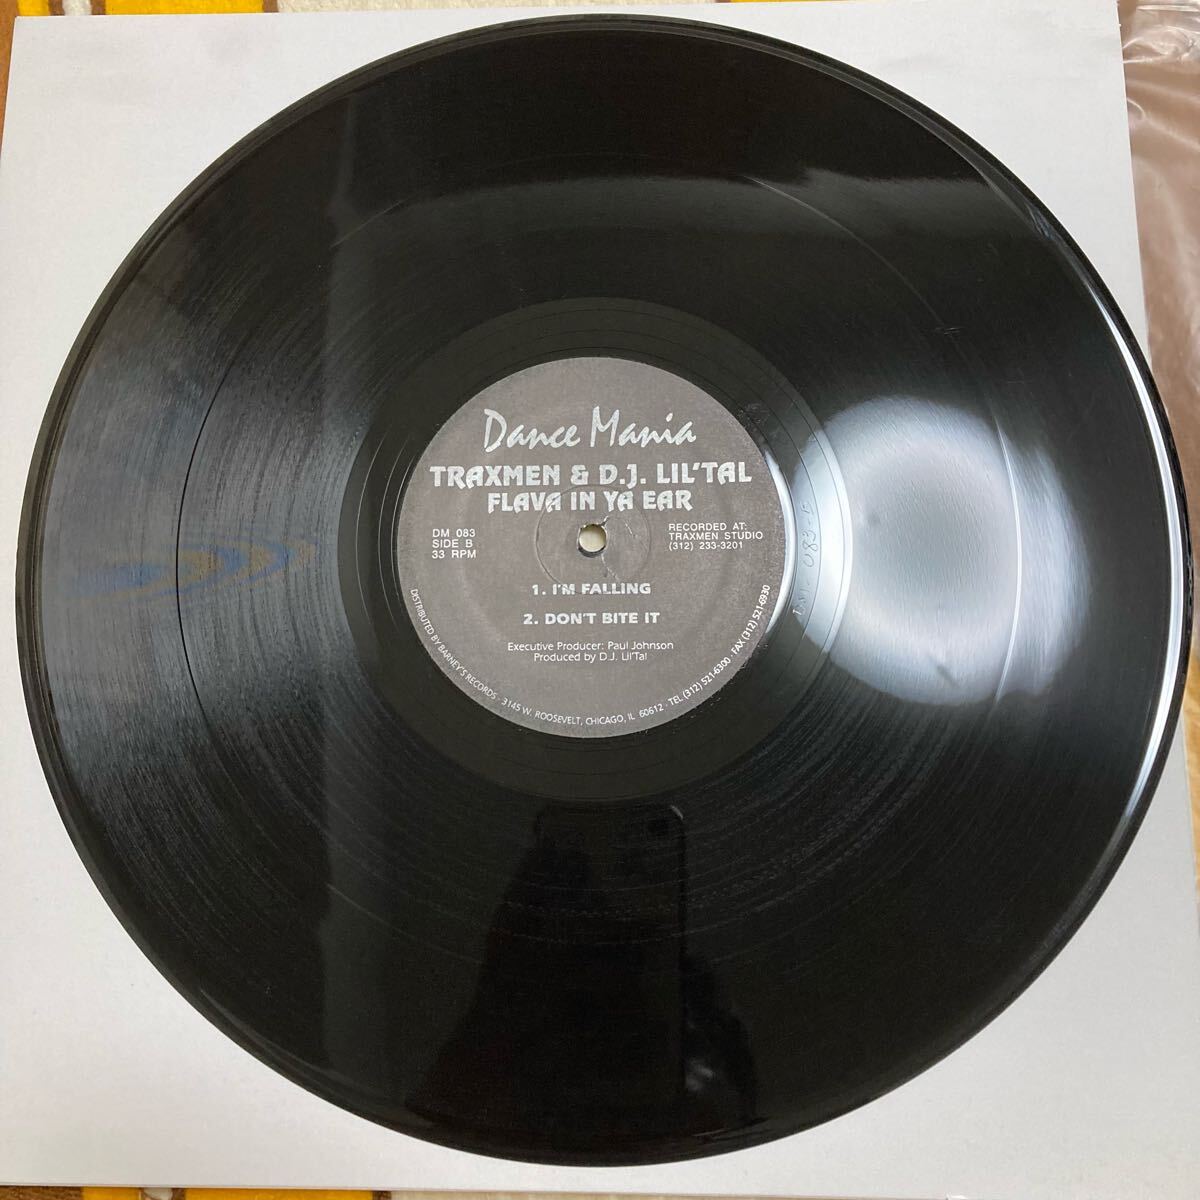 Dance Mania
TRAXMEN & D.J. LIL'TAL
FLAVA IN YA EAR
DM 083
SIDE B
33 RPM
RECORDED AT:
TRAXMEN STUDIO
(312) 233-3201
1. I'M FALLING
2. DON'T BITE IT
Executive Producer: Paul Johnson
Produced by D.J. Lil'Tal
DISTRIBUTED BY BARNEY'S RECORDS · 3145 W. ROOSEVELT, CHICAGO, IL 60612 · TEL (312) 521-6300 · FAX (312) 521-6930
DM-083-B